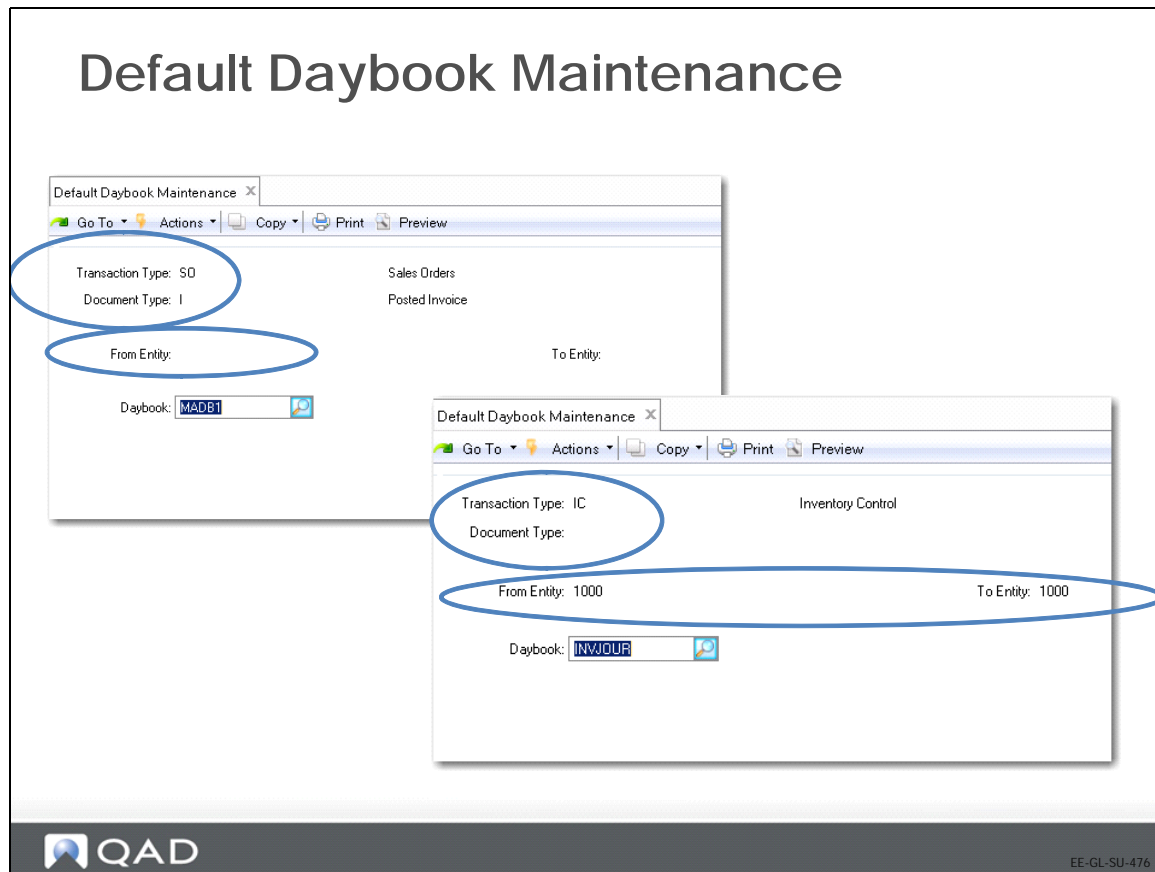 Default Daybook Maintenance
Default Daybook Maintenance X
Go To Actions Copy Print Preview
Transaction Type: SO Sales Orders
Document Type: I Posted Invoice
From Entity: To Entity:
Daybook: MADB1
Default Daybook Maintenance X
Go To Actions Copy Print Preview
Transaction Type: IC Inventory Control
Document Type:
From Entity: 1000 To Entity: 1000
Daybook: INVJOUR
QAD
EE-GL-SU-476